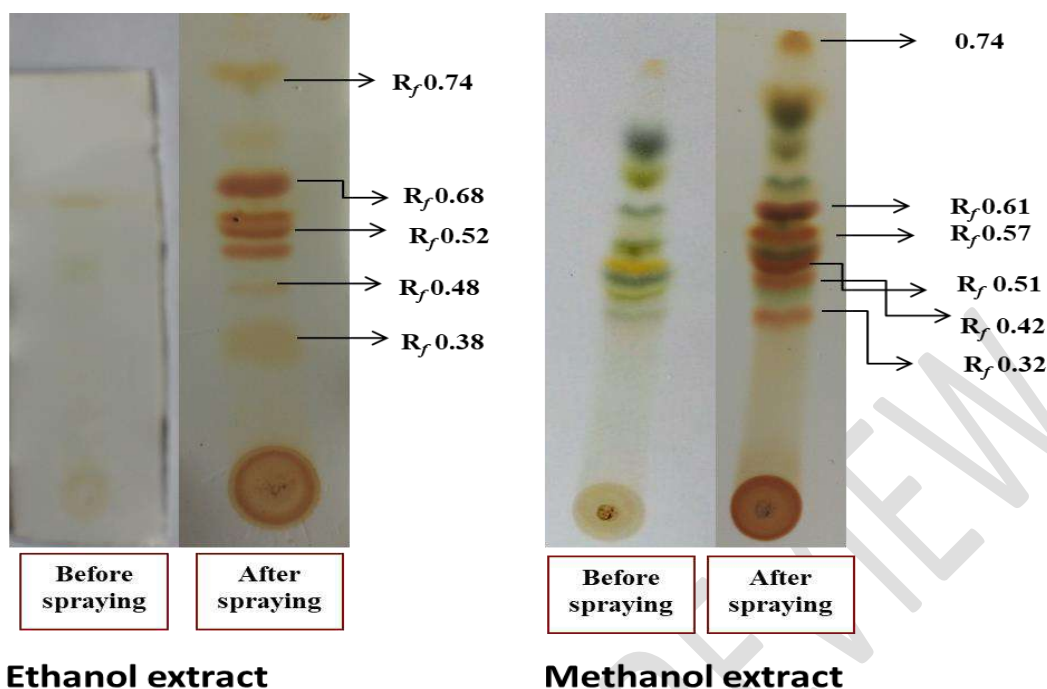 R𝑓 0.74
R𝑓 0.68
R𝑓 0.52
R𝑓 0.48
R𝑓 0.38
Before
spraying
After
spraying
Ethanol extract
0.74
R𝑓 0.61
R𝑓 0.57
R𝑓 0.51
R𝑓 0.42
R𝑓 0.32
Before
spraying
After
spraying
Methanol extract